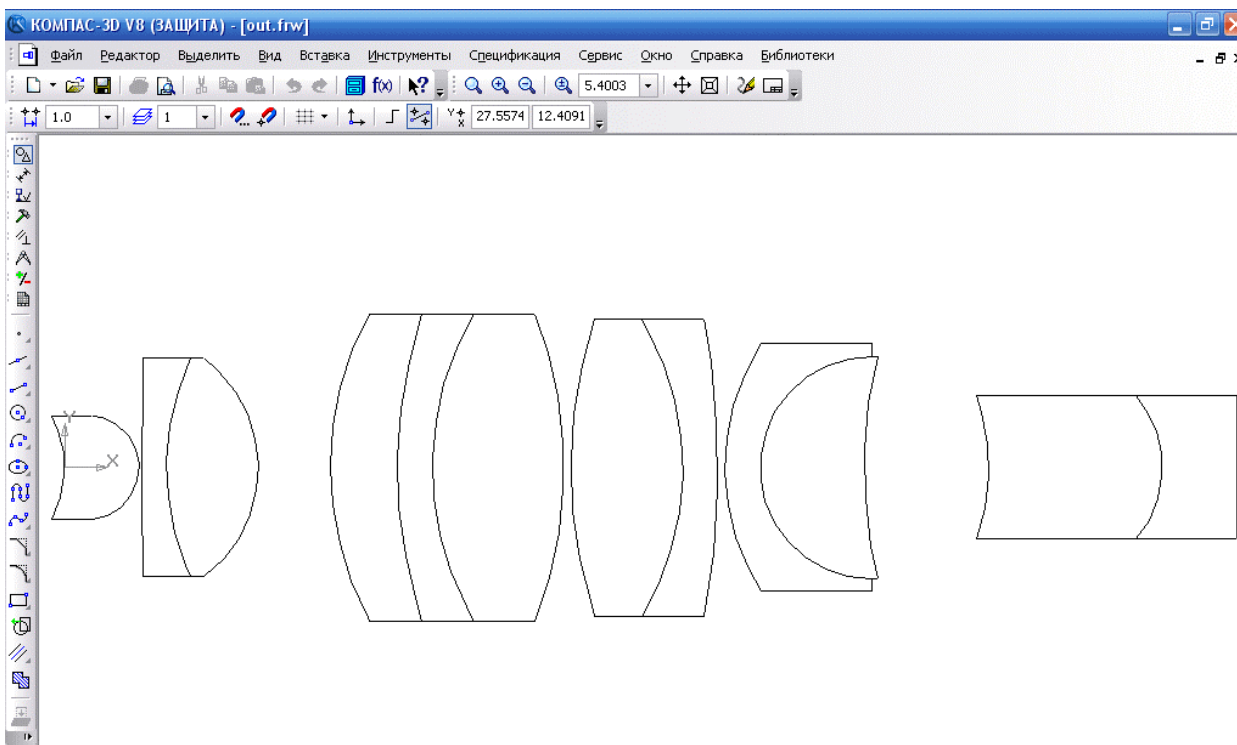 КОМПАС-3D V8 (ЗАЩИТА) - [out.frw]
Файл Редактор Выделить Вид Вставка Инструменты Спецификация Сервис Окно Справка Библиотеки
f(x) ? 5.4003
1.0 1 Y X 27.5574 12.4091
Y
X